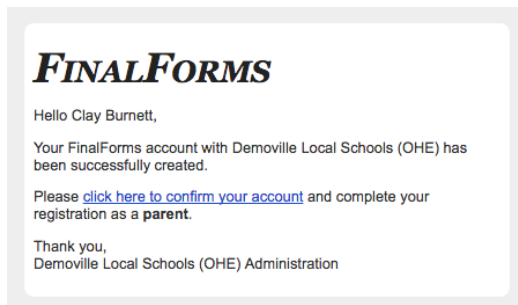 FINALFORMS
Hello Clay Burnett,
Your FinalForms account with Demoville Local Schools (OHE) has
been successfully created.
Please click here to confirm your account and complete your
registration as a parent.
Thank you,
Demoville Local Schools (OHE) Administration